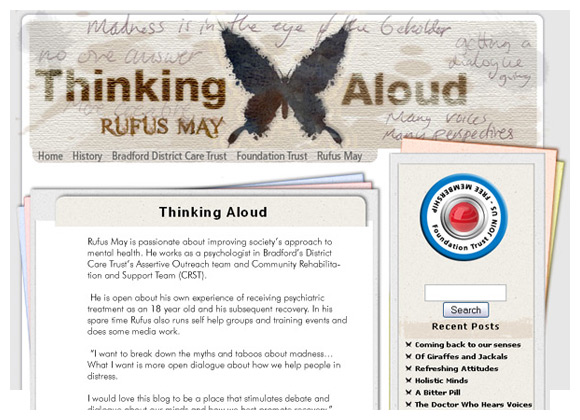 Madness is in the eye of the beholder
no one answer
getting a
dialogue
going
Thinking Aloud
RUFUS MAY
Many voices
Many perspectives
Home History Bradford District Care Trust Foundation Trust Rufus May
Thinking Aloud
Rufus May is passionate about improving society's approach to
mental health. He works as a psychologist in Bradford's District
Care Trust's Assertive Outreach team and Community Rehabilita-
tion and Support Team (CRST).
He is open about his own experience of receiving psychiatric
treatment as an 18 year old and his subsequent recovery. In his
spare time Rufus also runs self help groups and training events and
does some media work.
"I want to break down the myths and taboos about madness...
What I want is more open dialogue about how we help people in
distress.
I would love this blog to be a place that stimulates debate and
dialogue about our minds and how we best promote recovery."
JOIN US - FREE MEMBERSHIP
Foundation Trust
Search
Recent Posts
Coming back to our senses
Of Giraffes and Jackals
Refreshing Attitudes
Holistic Minds
A Bitter Pill
The Doctor Who Hears Voices